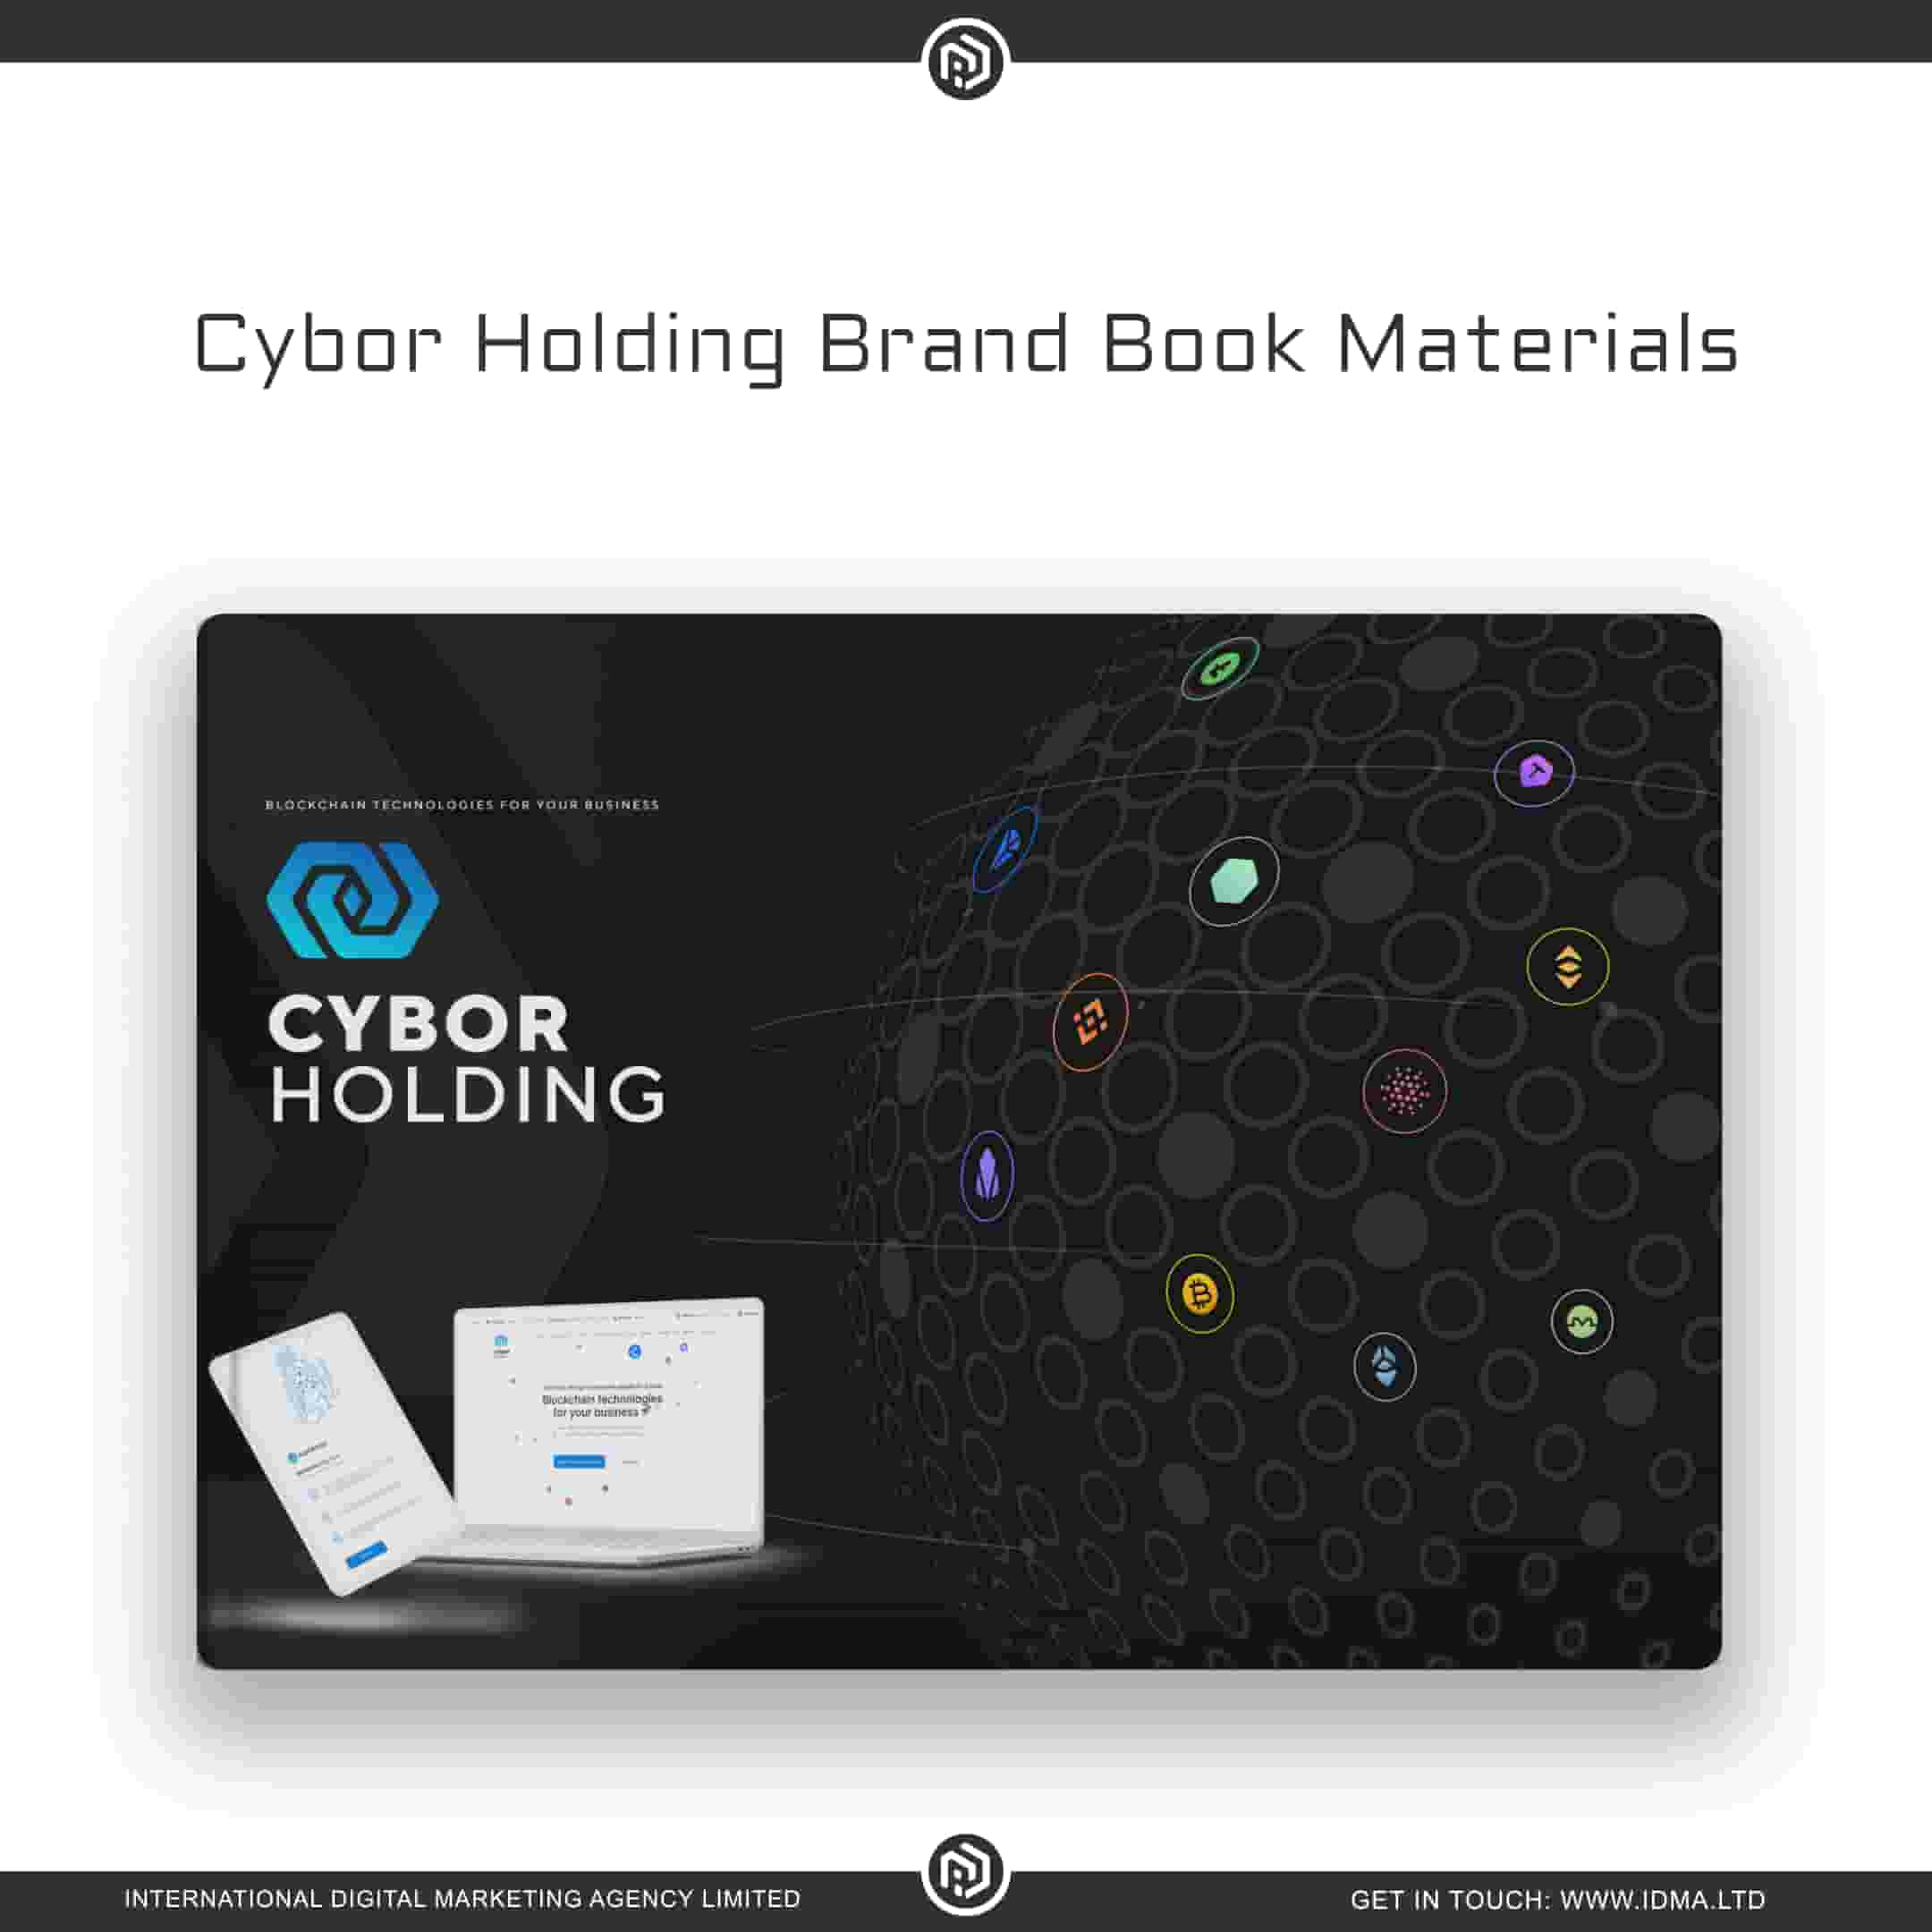 Cybor Holding Brand Book Materials
BLOCKCHAIN TECHNOLOGIES FOR YOUR BUSINESS
CYBOR
HOLDING
Blockchain technologies
for your business
INTERNATIONAL DIGITAL MARKETING AGENCY LIMITED
GET IN TOUCH: WWW.IDMA.LTD